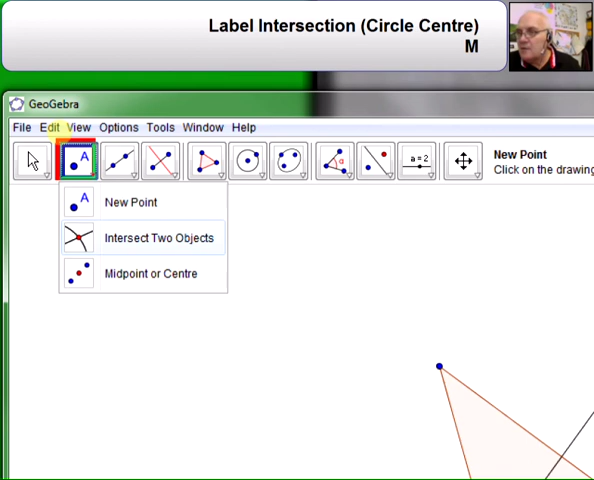 Label Intersection (Circle Centre)
M
GeoGebra
File Edit View Options Tools Window Help
A
α
a = 2
New Point
Click on the drawing
A New Point
Intersect Two Objects
Midpoint or Centre